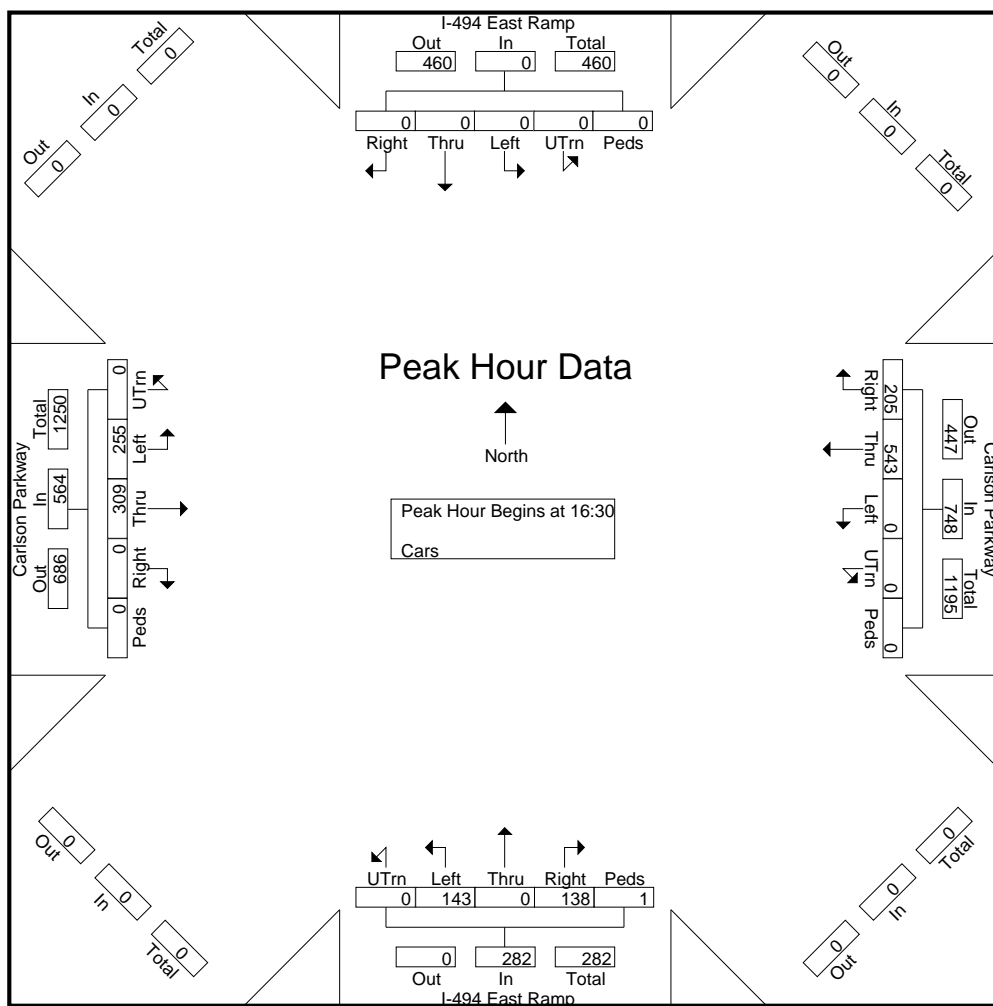 I-494 East Ramp
Out In Total
460 0 460
0 0 0 0 0
Right Thru Left UTrn Peds
Total
0
In
0
Out
0
Out
0
In
0
Total
0
Carlson Parkway
Total
1250
In
564
Out
686
0
UTrn
255
Left
309
Thru
0
Right
0
Peds
Peak Hour Data
North
Peak Hour Begins at 16:30
Cars
Right
205
Thru
543
Left
0
UTrn
0
Peds
0
Out
447
In
748
Total
1195
Carlson Parkway
0
Out
0
In
0
Total
UTrn Left Thru Right Peds
0 143 0 138 1
0 282 282
Out In Total
I-494 East Ramp
0
Total
0
In
0
Out